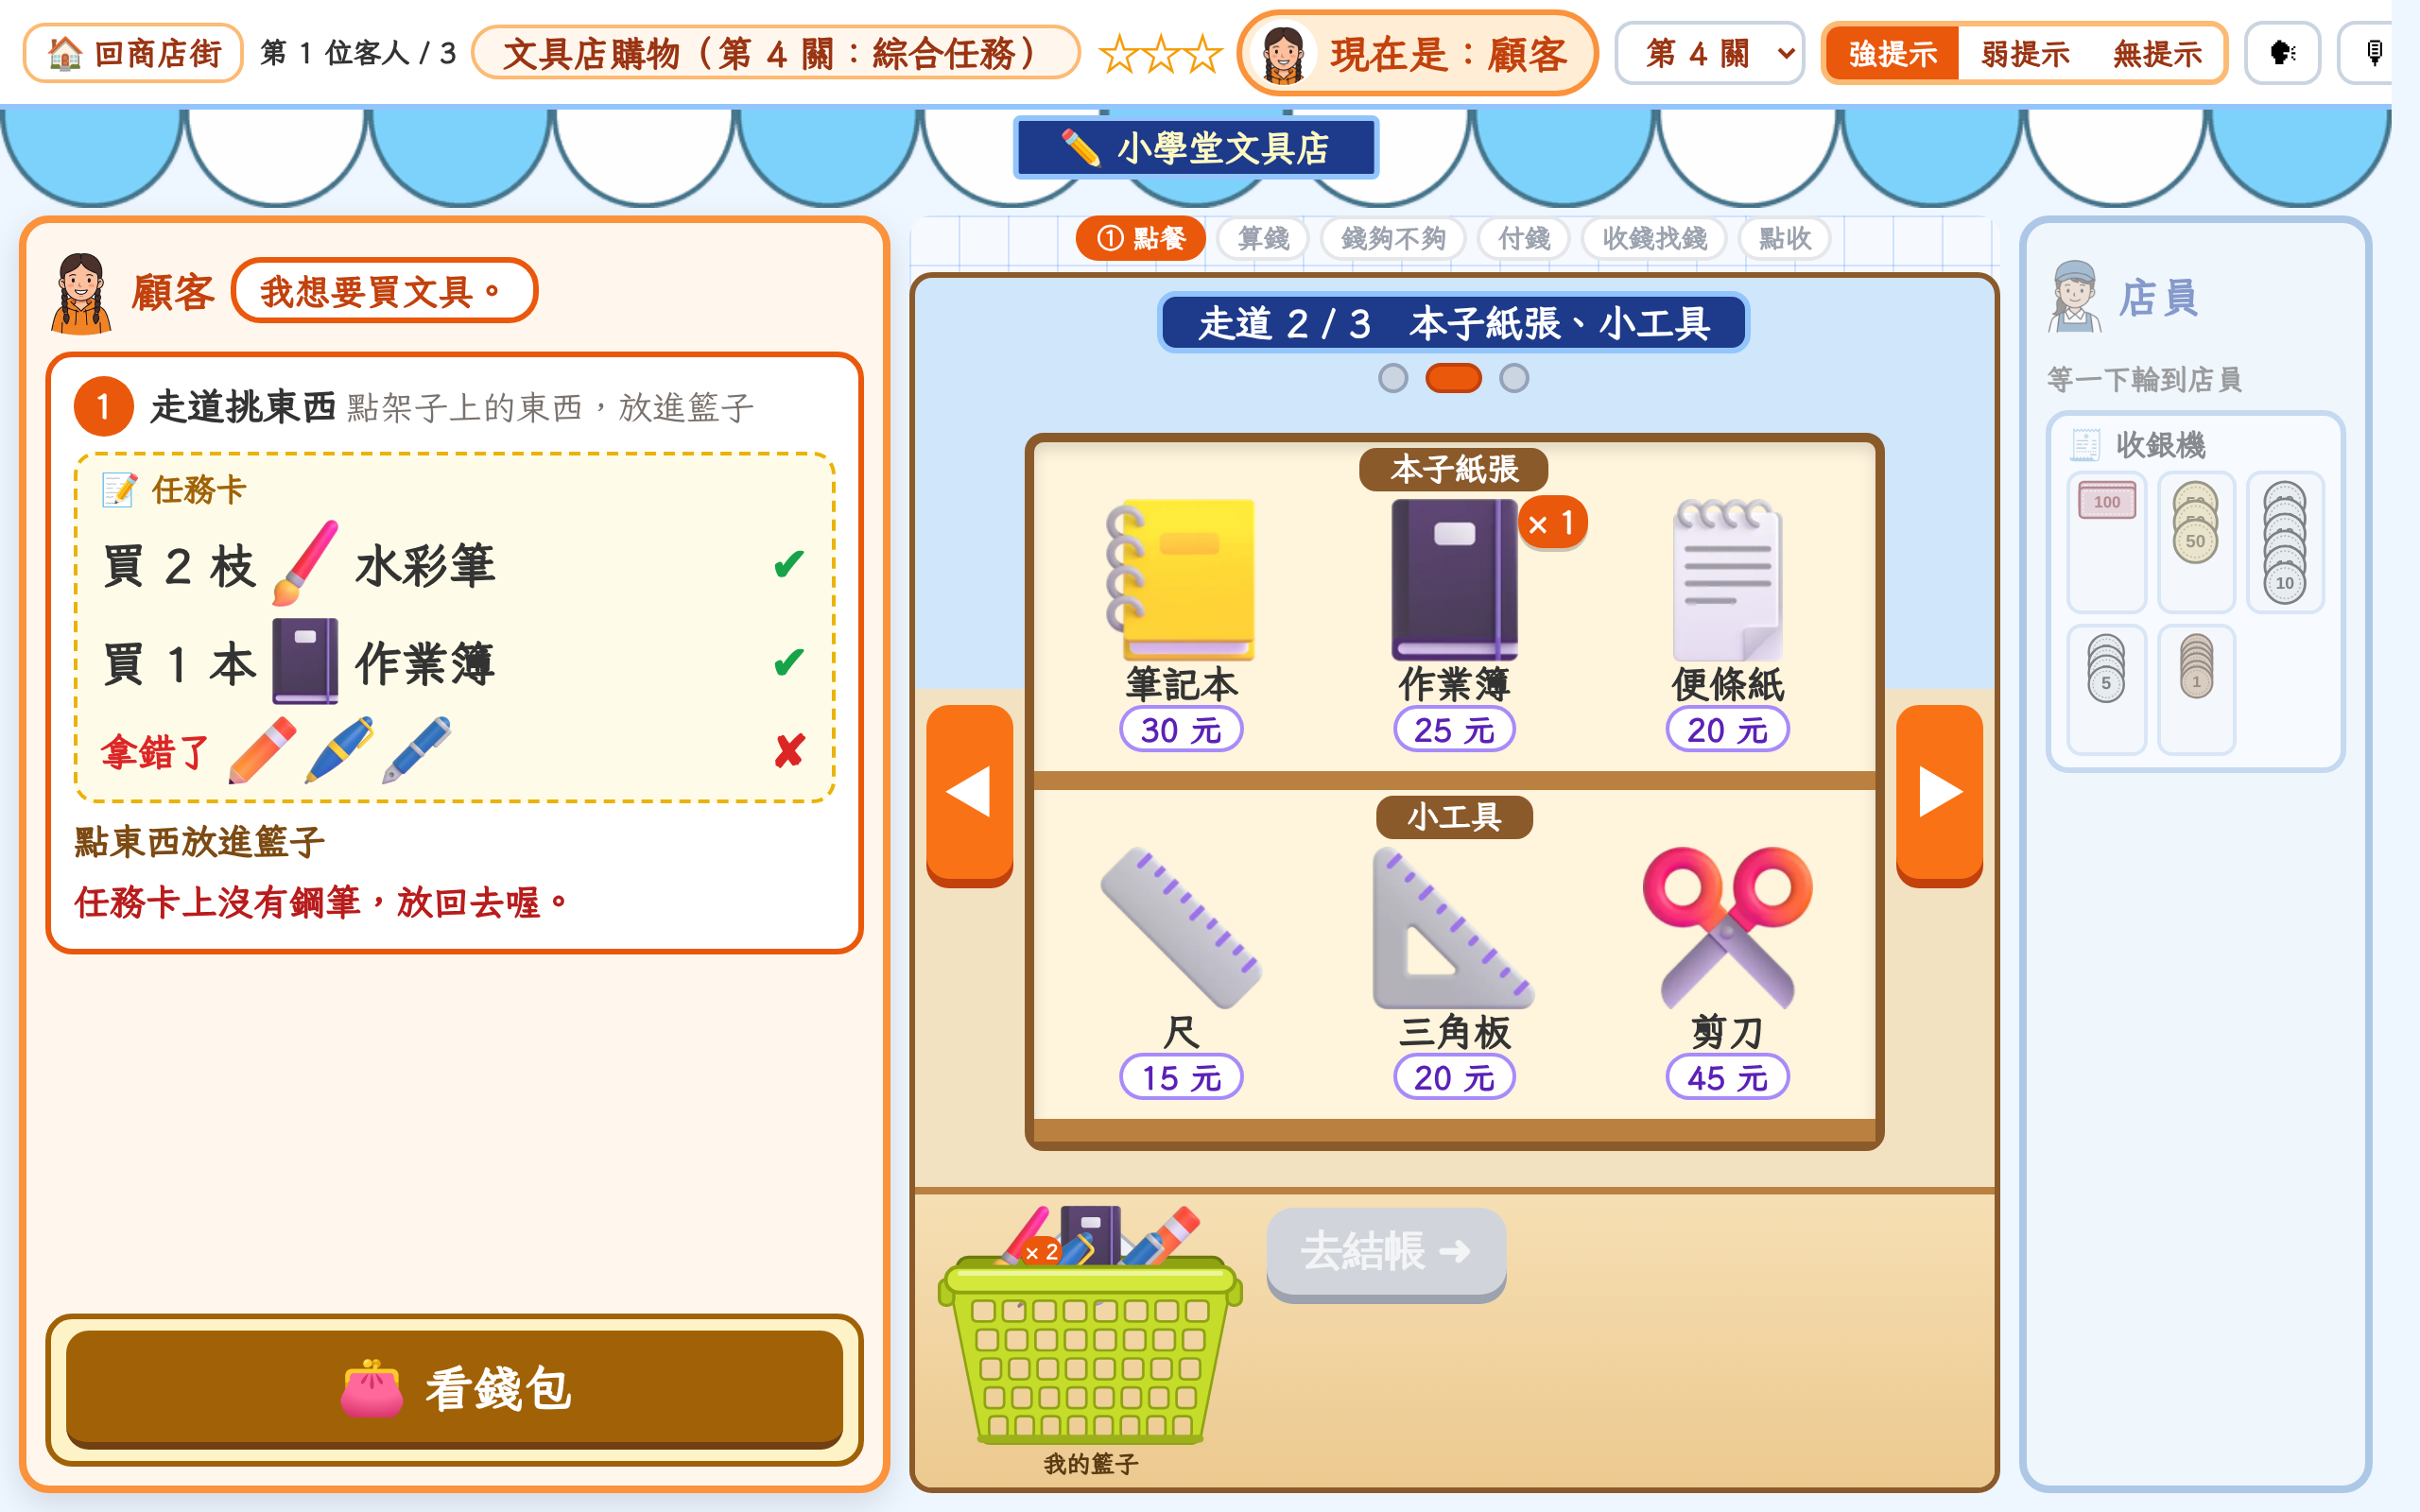 回商店街
第 1 位客人 / 3
文具店購物(第 4 關:綜合任務)
現在是:顧客
第 4 關
強提示
弱提示
無提示
小學堂文具店
顧客
我想要買文具。
1 走道挑東西 點架子上的東西,放進籃子
任務卡
買 2 枝 水彩筆 ✔
買 1 本 作業簿 ✔
拿錯了 ✘
點東西放進籃子
任務卡上沒有鋼筆,放回去喔。
看錢包
① 點餐
算錢
錢夠不夠
付錢
收錢找錢
點收
走道 2 / 3 本子紙張、小工具
本子紙張
× 1
筆記本
作業簿
便條紙
30 元
25 元
20 元
小工具
尺
三角板
剪刀
15 元
20 元
45 元
× 2
我的籃子
去結帳 ➜
店員
等一下輪到店員
收銀機
100
50
10
5
1